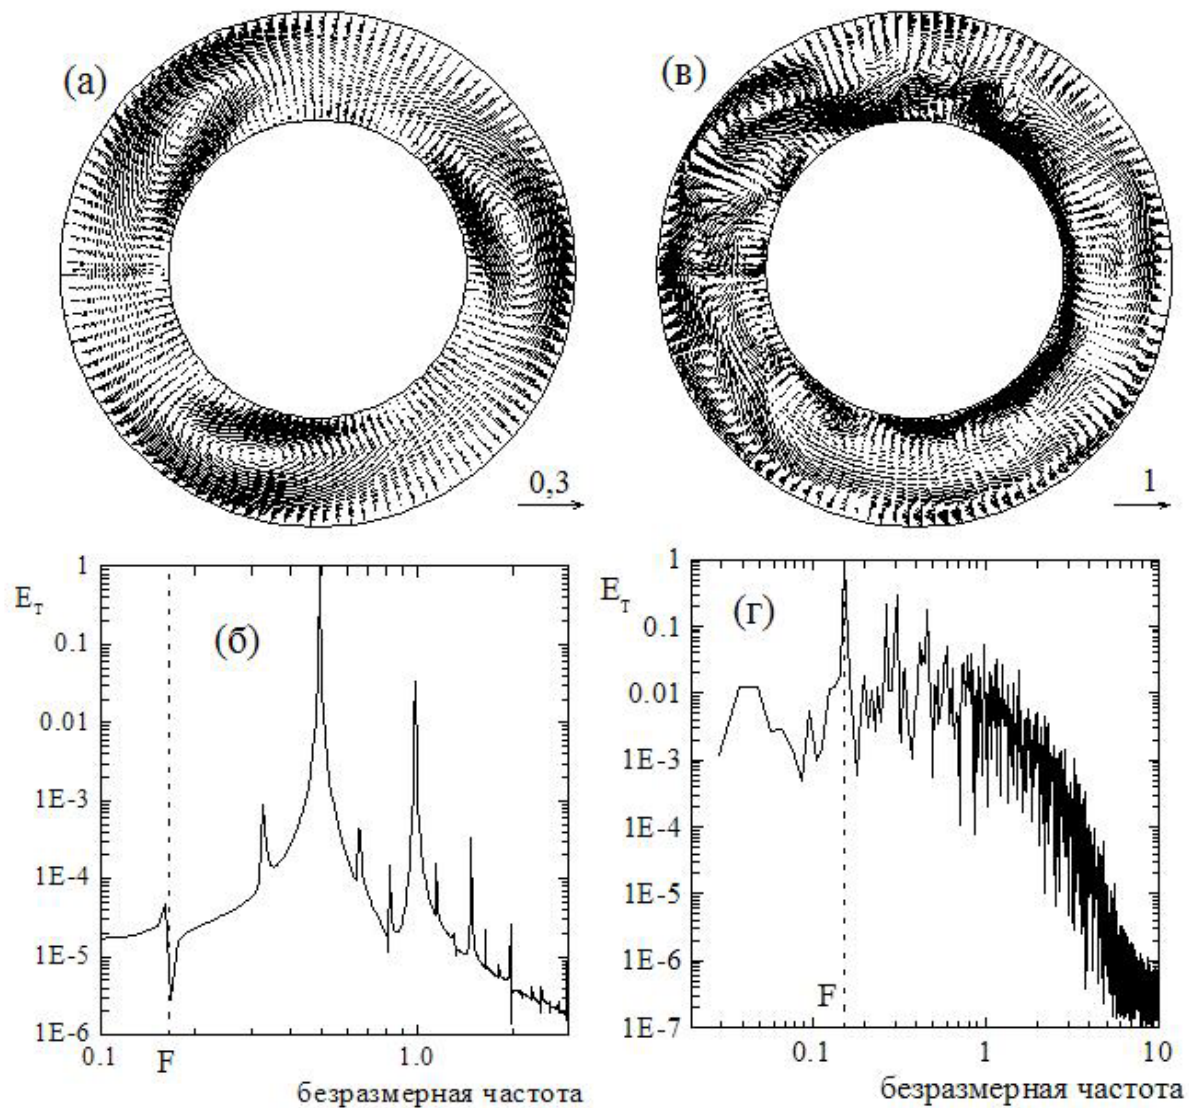 (а)
(в)
0,3
1
1
E_T
(б)
0.1
0.01
1E-3
1E-4
1E-5
1E-6
0.1
F
1.0
безразмерная частота
1
E_T
(г)
0.1
0.01
1E-3
1E-4
1E-5
1E-6
1E-7
F
0.1
1
10
безразмерная частота